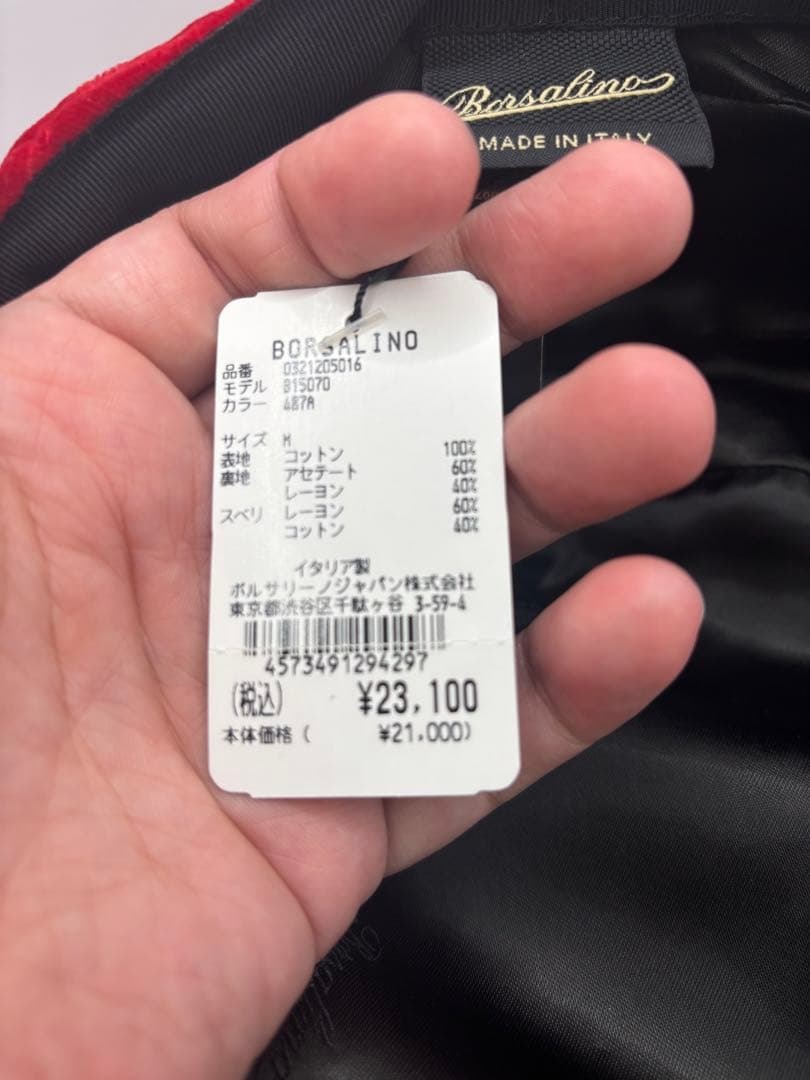 Borsalino
MADE IN ITALY
BORSALINO
品番 0321205016
モデル B15070
カラー 487A
サイズ M
表地 コットン 100%
裏地 アセテート 60%
レーヨン 40%
スベリ レーヨン 60%
コットン 40%
イタリア製
ボルサリーノジャパン株式会社
東京都渋谷区千駄ヶ谷 3-59-4
4573491294297
(税込) ¥23,100
本体価格 ( ¥21,000)